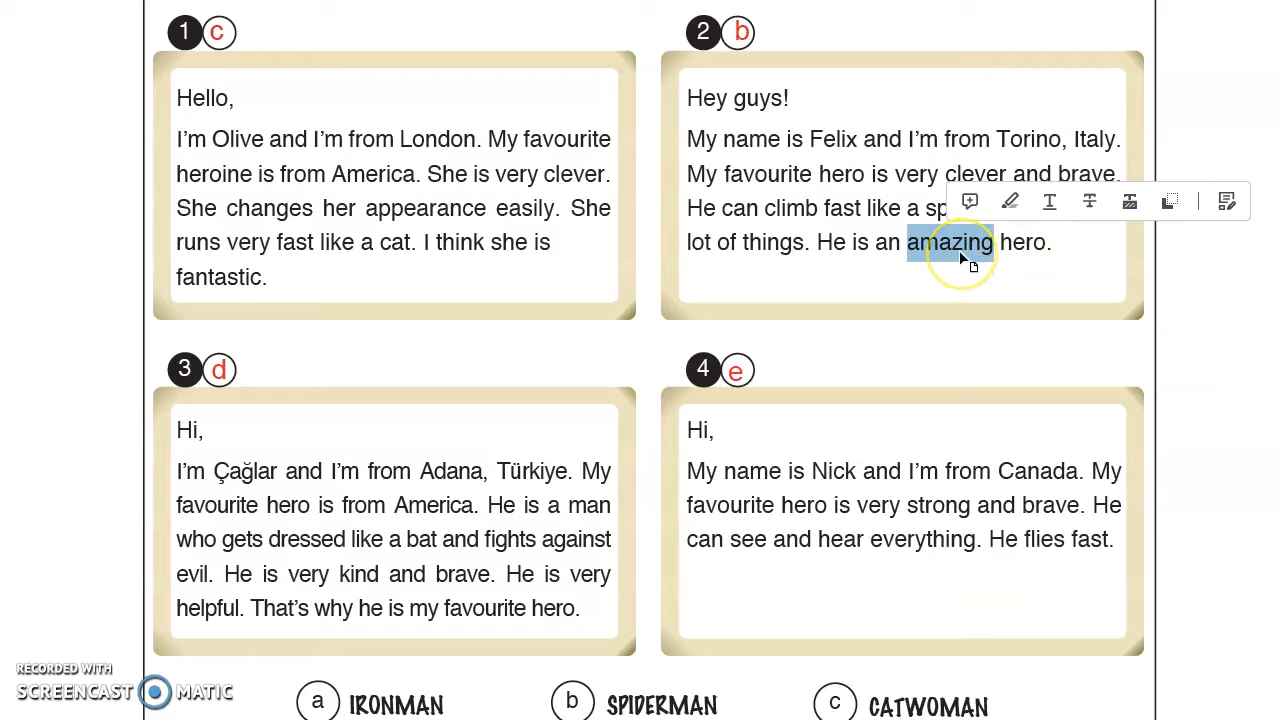 1 c
Hello,
I'm Olive and I'm from London. My favourite
heroine is from America. She is very clever.
She changes her appearance easily. She
runs very fast like a cat. I think she is
fantastic.
2 b
Hey guys!
My name is Felix and I'm from Torino, Italy.
My favourite hero is very clever and brave.
He can climb fast like a sp
lot of things. He is an amazing hero.
3 d
Hi,
I'm Çağlar and I'm from Adana, Türkiye. My
favourite hero is from America. He is a man
who gets dressed like a bat and fights against
evil. He is very kind and brave. He is very
helpful. That's why he is my favourite hero.
4 e
Hi,
My name is Nick and I'm from Canada. My
favourite hero is very strong and brave. He
can see and hear everything. He flies fast.
a IRONMAN
b SPIDERMAN
c CATWOMAN
RECORDED WITH
SCREENCAST MATIC